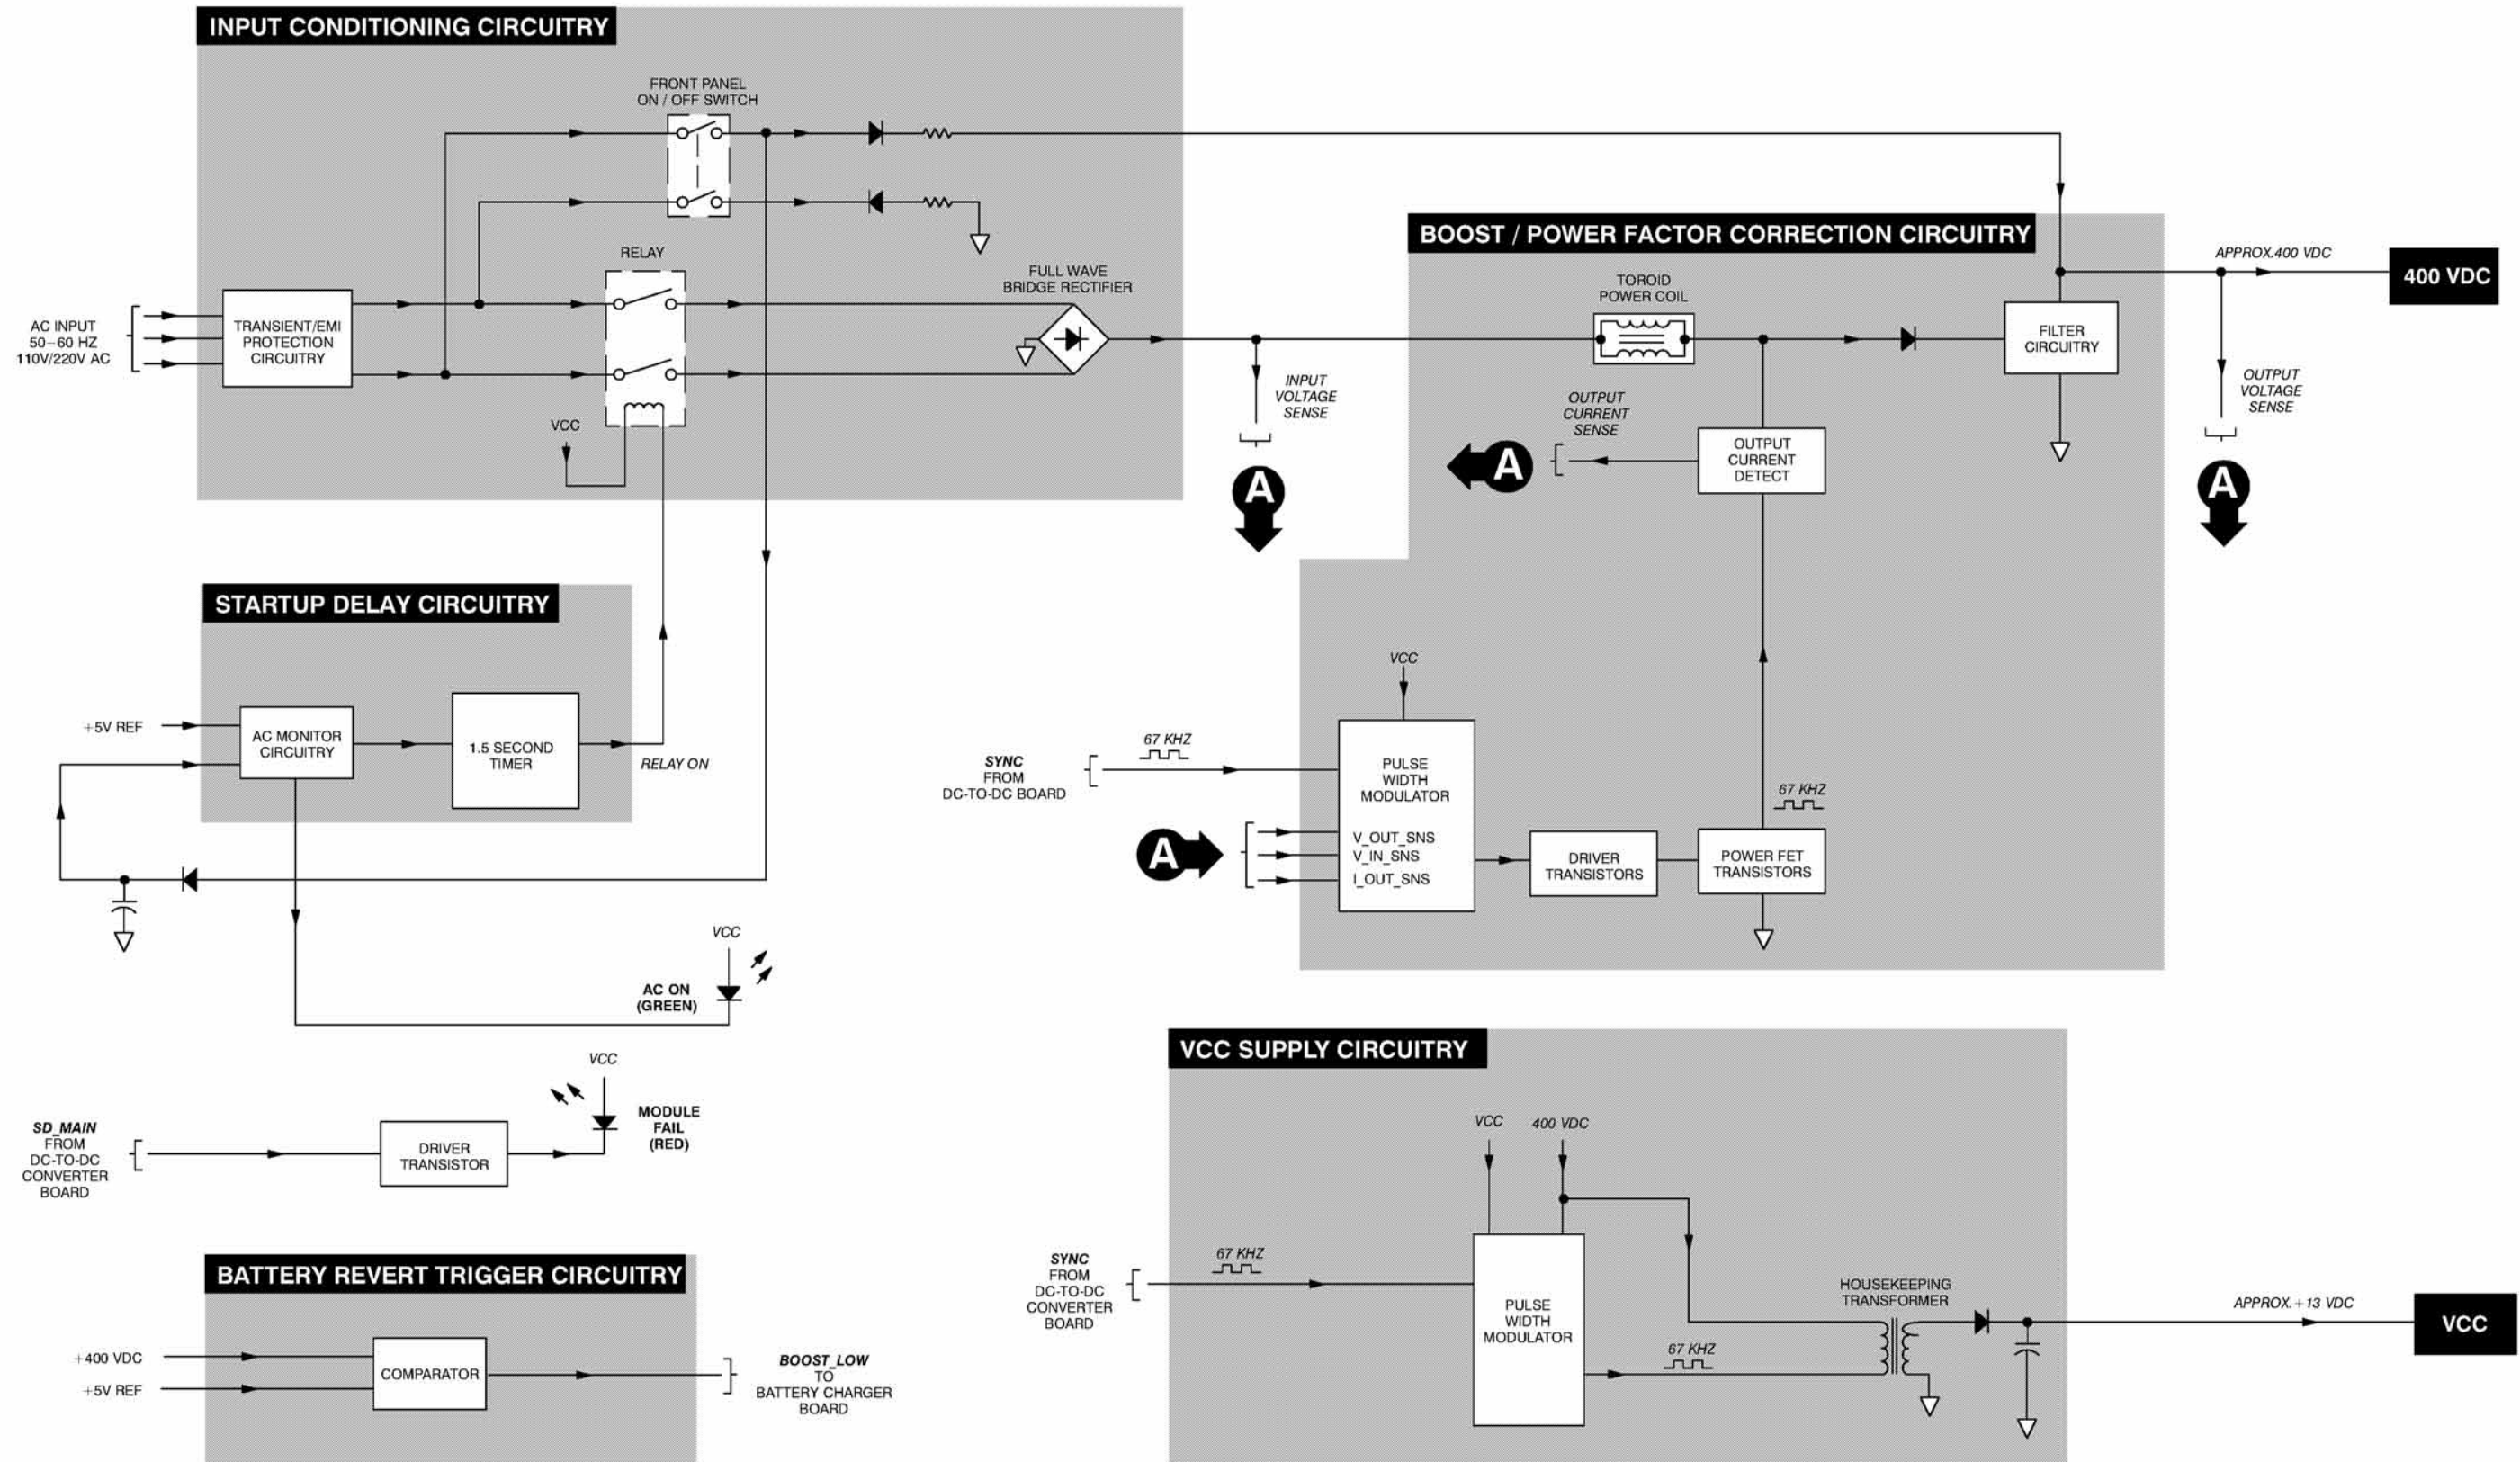 INPUT CONDITIONING CIRCUITRY
FRONT PANEL
ON / OFF SWITCH
RELAY
FULL WAVE
BRIDGE RECTIFIER
AC INPUT
50–60 HZ
110V/220V AC
TRANSIENT/EMI
PROTECTION
CIRCUITRY
VCC
INPUT
VOLTAGE
SENSE
A
BOOST / POWER FACTOR CORRECTION CIRCUITRY
TOROID
POWER COIL
APPROX.400 VDC
400 VDC
FILTER
CIRCUITRY
OUTPUT
VOLTAGE
SENSE
A
OUTPUT
CURRENT
SENSE
A
OUTPUT
CURRENT
DETECT
VCC
67 KHZ
SYNC
FROM
DC-TO-DC BOARD
PULSE
WIDTH
MODULATOR
A
V_OUT_SNS
V_IN_SNS
I_OUT_SNS
DRIVER
TRANSISTORS
67 KHZ
POWER FET
TRANSISTORS
STARTUP DELAY CIRCUITRY
+5V REF
AC MONITOR
CIRCUITRY
1.5 SECOND
TIMER
RELAY ON
VCC
AC ON
(GREEN)
VCC
MODULE
FAIL
(RED)
SD_MAIN
FROM
DC-TO-DC
CONVERTER
BOARD
DRIVER
TRANSISTOR
BATTERY REVERT TRIGGER CIRCUITRY
+400 VDC
+5V REF
COMPARATOR
BOOST_LOW
TO
BATTERY CHARGER
BOARD
VCC SUPPLY CIRCUITRY
VCC
400 VDC
67 KHZ
SYNC
FROM
DC-TO-DC
CONVERTER
BOARD
PULSE
WIDTH
MODULATOR
67 KHZ
HOUSEKEEPING
TRANSFORMER
APPROX.+13 VDC
VCC